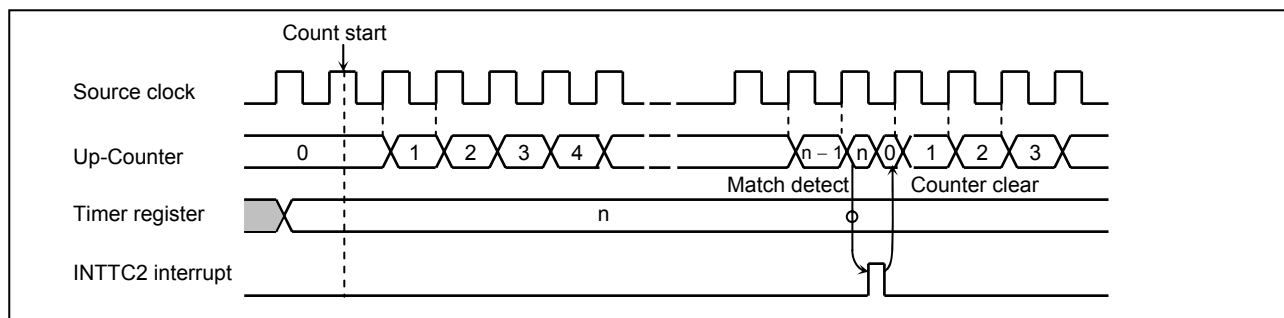 Count start
Source clock
Up-Counter 0 1 2 3 4 n – 1 n 0 1 2 3
Match detect Counter clear
Timer register n
INTTC2 interrupt